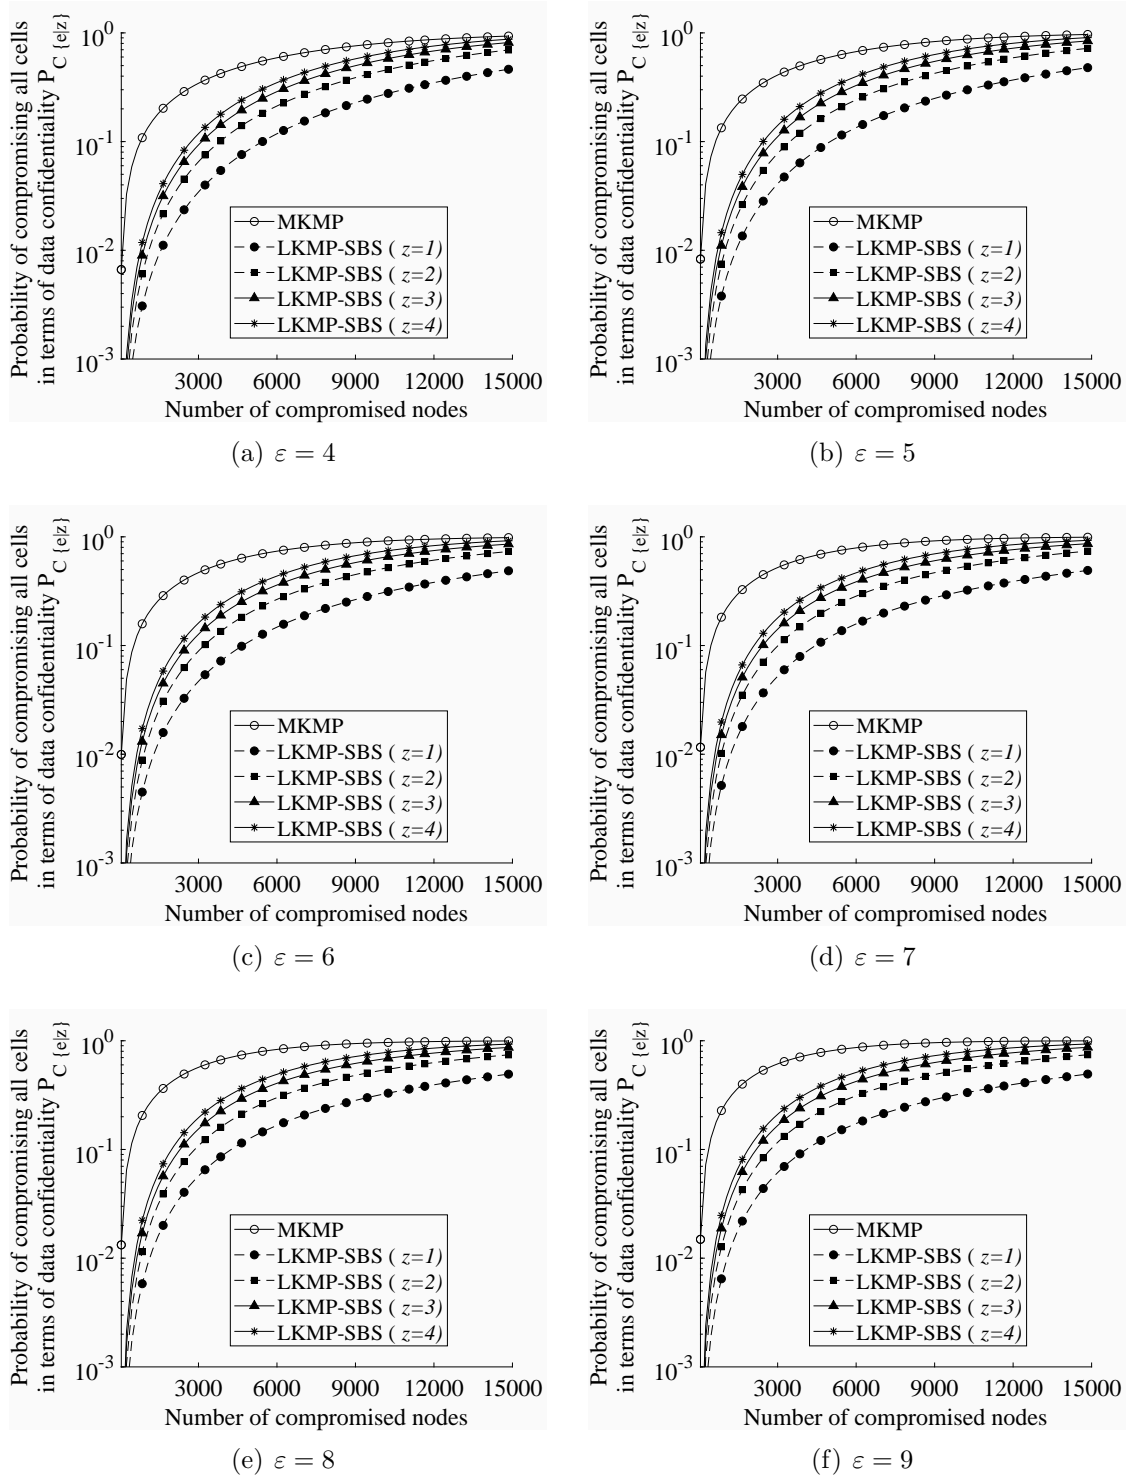 Probability of compromising all cells
in terms of data confidentiality P_{C {e|z}}
10^0
10^-1
10^-2
10^-3
MKMP
LKMP-SBS ( z=1)
LKMP-SBS ( z=2)
LKMP-SBS ( z=3)
LKMP-SBS ( z=4)
3000 6000 9000 12000 15000
Number of compromised nodes
(a) ε = 4
Probability of compromising all cells
in terms of data confidentiality P_{C {e|z}}
10^0
10^-1
10^-2
10^-3
MKMP
LKMP-SBS ( z=1)
LKMP-SBS ( z=2)
LKMP-SBS ( z=3)
LKMP-SBS ( z=4)
3000 6000 9000 12000 15000
Number of compromised nodes
(b) ε = 5
Probability of compromising all cells
in terms of data confidentiality P_{C {e|z}}
10^0
10^-1
10^-2
10^-3
MKMP
LKMP-SBS ( z=1)
LKMP-SBS ( z=2)
LKMP-SBS ( z=3)
LKMP-SBS ( z=4)
3000 6000 9000 12000 15000
Number of compromised nodes
(c) ε = 6
Probability of compromising all cells
in terms of data confidentiality P_{C {e|z}}
10^0
10^-1
10^-2
10^-3
MKMP
LKMP-SBS ( z=1)
LKMP-SBS ( z=2)
LKMP-SBS ( z=3)
LKMP-SBS ( z=4)
3000 6000 9000 12000 15000
Number of compromised nodes
(d) ε = 7
Probability of compromising all cells
in terms of data confidentiality P_{C {e|z}}
10^0
10^-1
10^-2
10^-3
MKMP
LKMP-SBS ( z=1)
LKMP-SBS ( z=2)
LKMP-SBS ( z=3)
LKMP-SBS ( z=4)
3000 6000 9000 12000 15000
Number of compromised nodes
(e) ε = 8
Probability of compromising all cells
in terms of data confidentiality P_{C {e|z}}
10^0
10^-1
10^-2
10^-3
MKMP
LKMP-SBS ( z=1)
LKMP-SBS ( z=2)
LKMP-SBS ( z=3)
LKMP-SBS ( z=4)
3000 6000 9000 12000 15000
Number of compromised nodes
(f) ε = 9